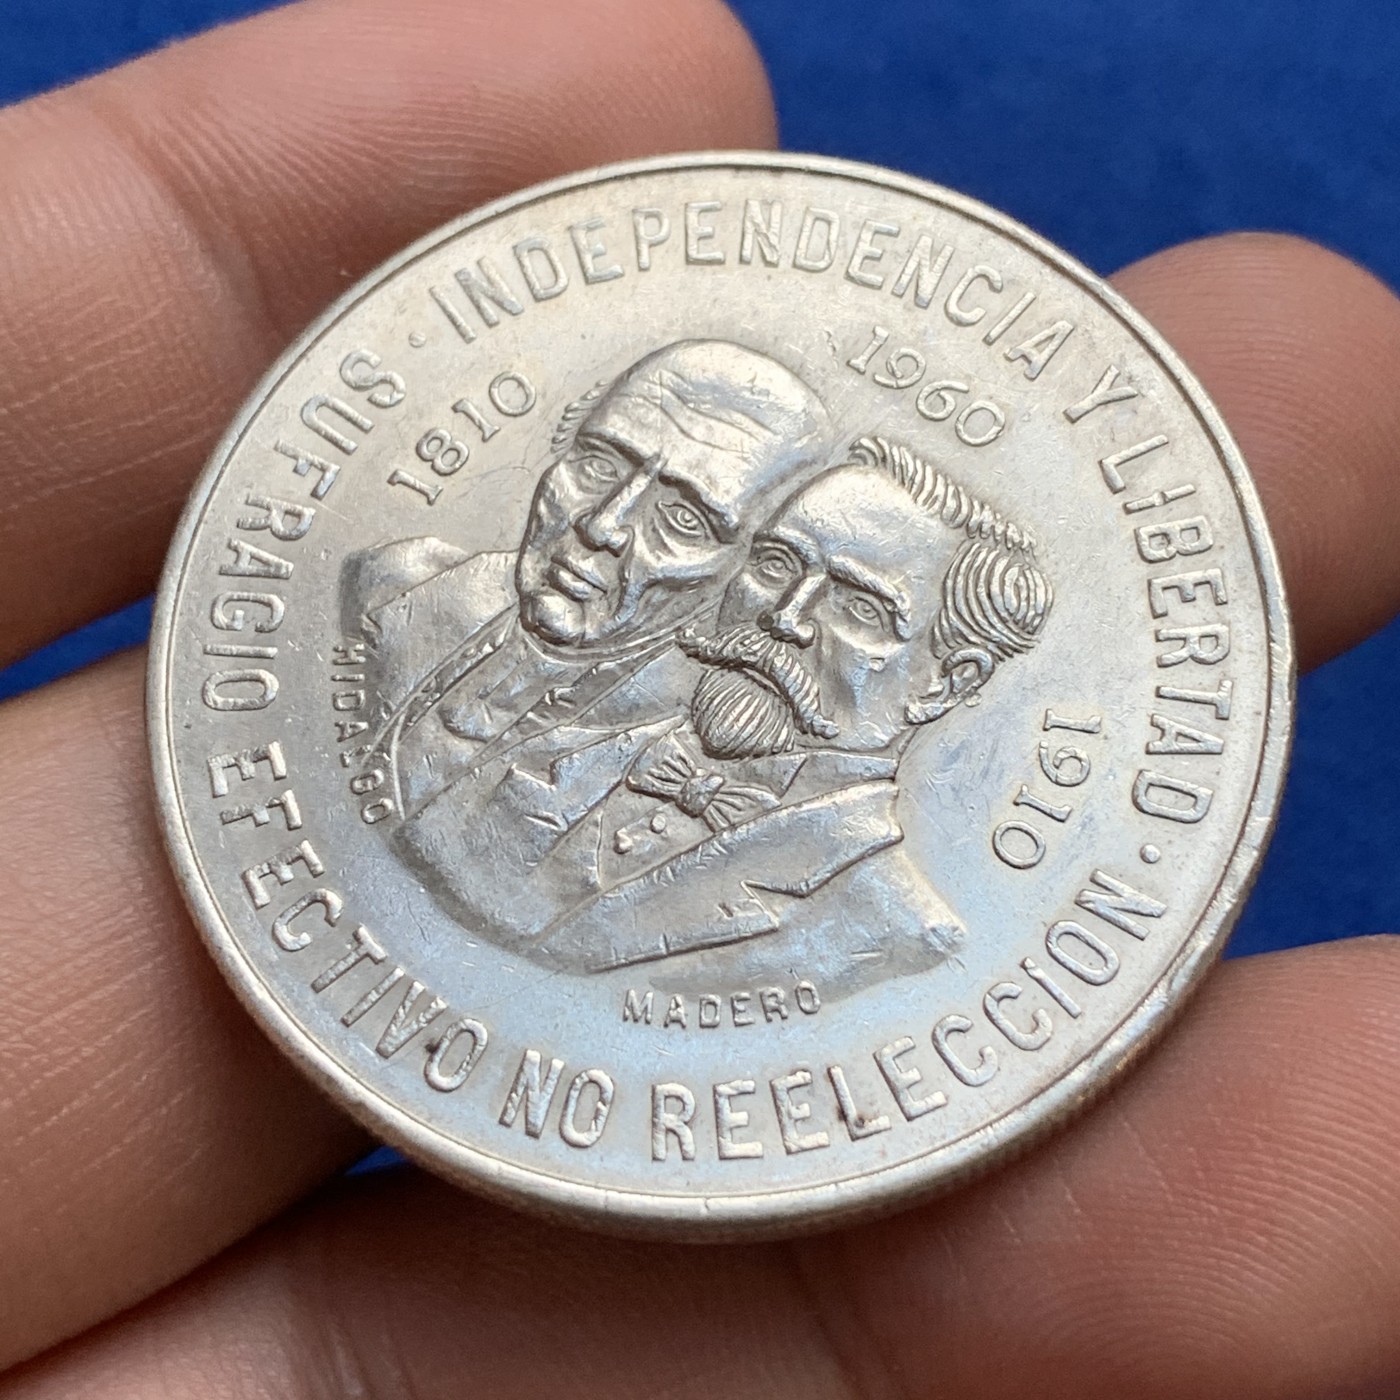 · INDEPENDENCIA Y LIBERTAD ·
SUFRAGIO EFECTIVO NO REELECCION
1810
1960
1910
HIDALGO
MADERO